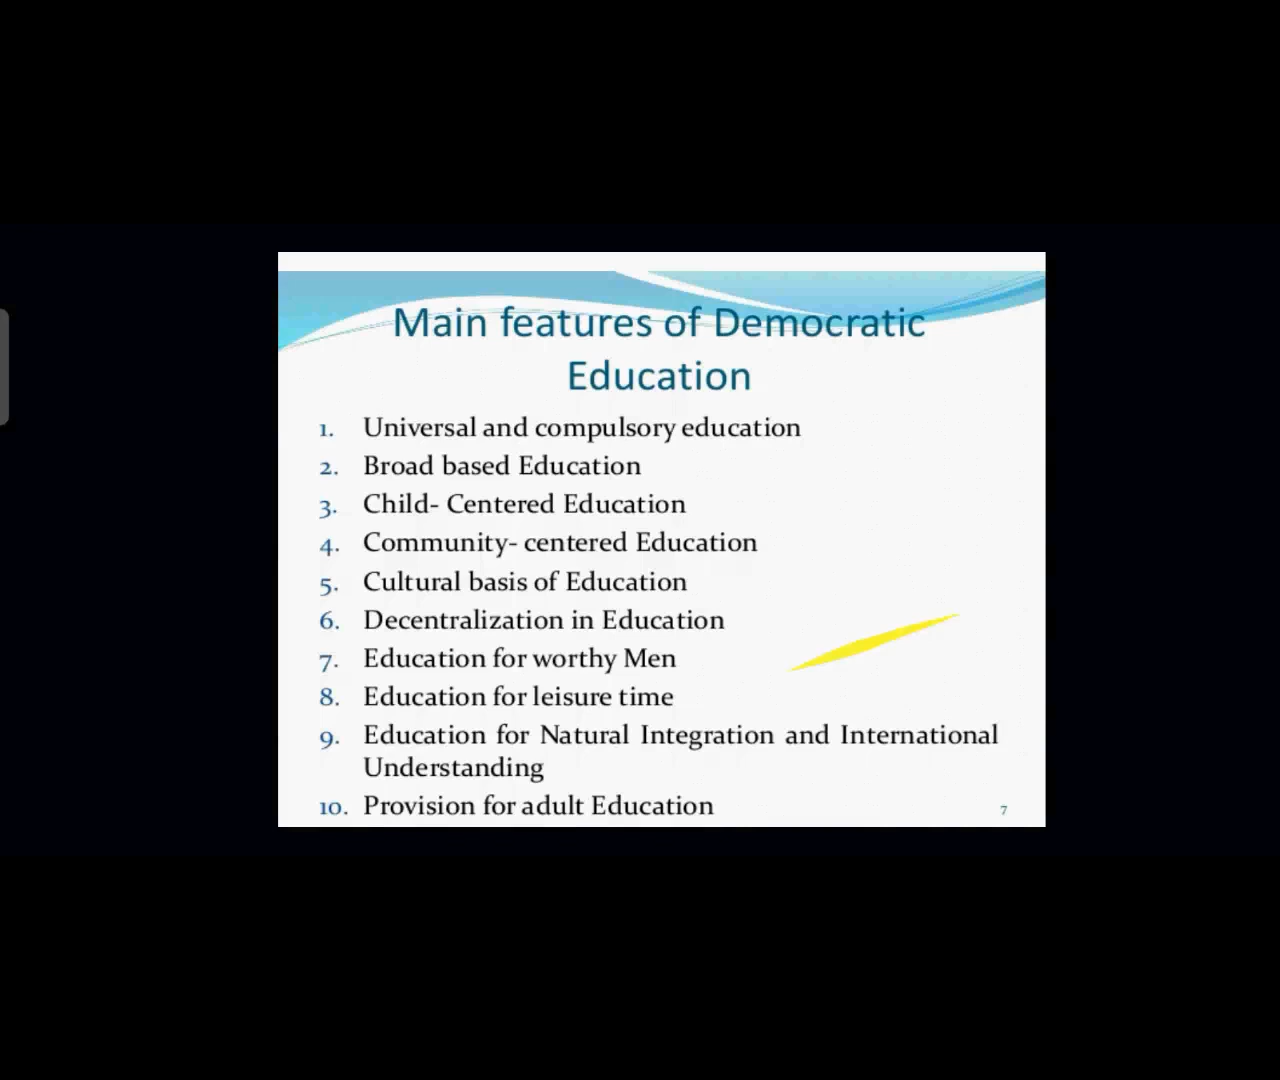 Main features of Democratic
Education
1. Universal and compulsory education
2. Broad based Education
3. Child- Centered Education
4. Community- centered Education
5. Cultural basis of Education
6. Decentralization in Education
7. Education for worthy Men
8. Education for leisure time
9. Education for Natural Integration and International
Understanding
10. Provision for adult Education
7